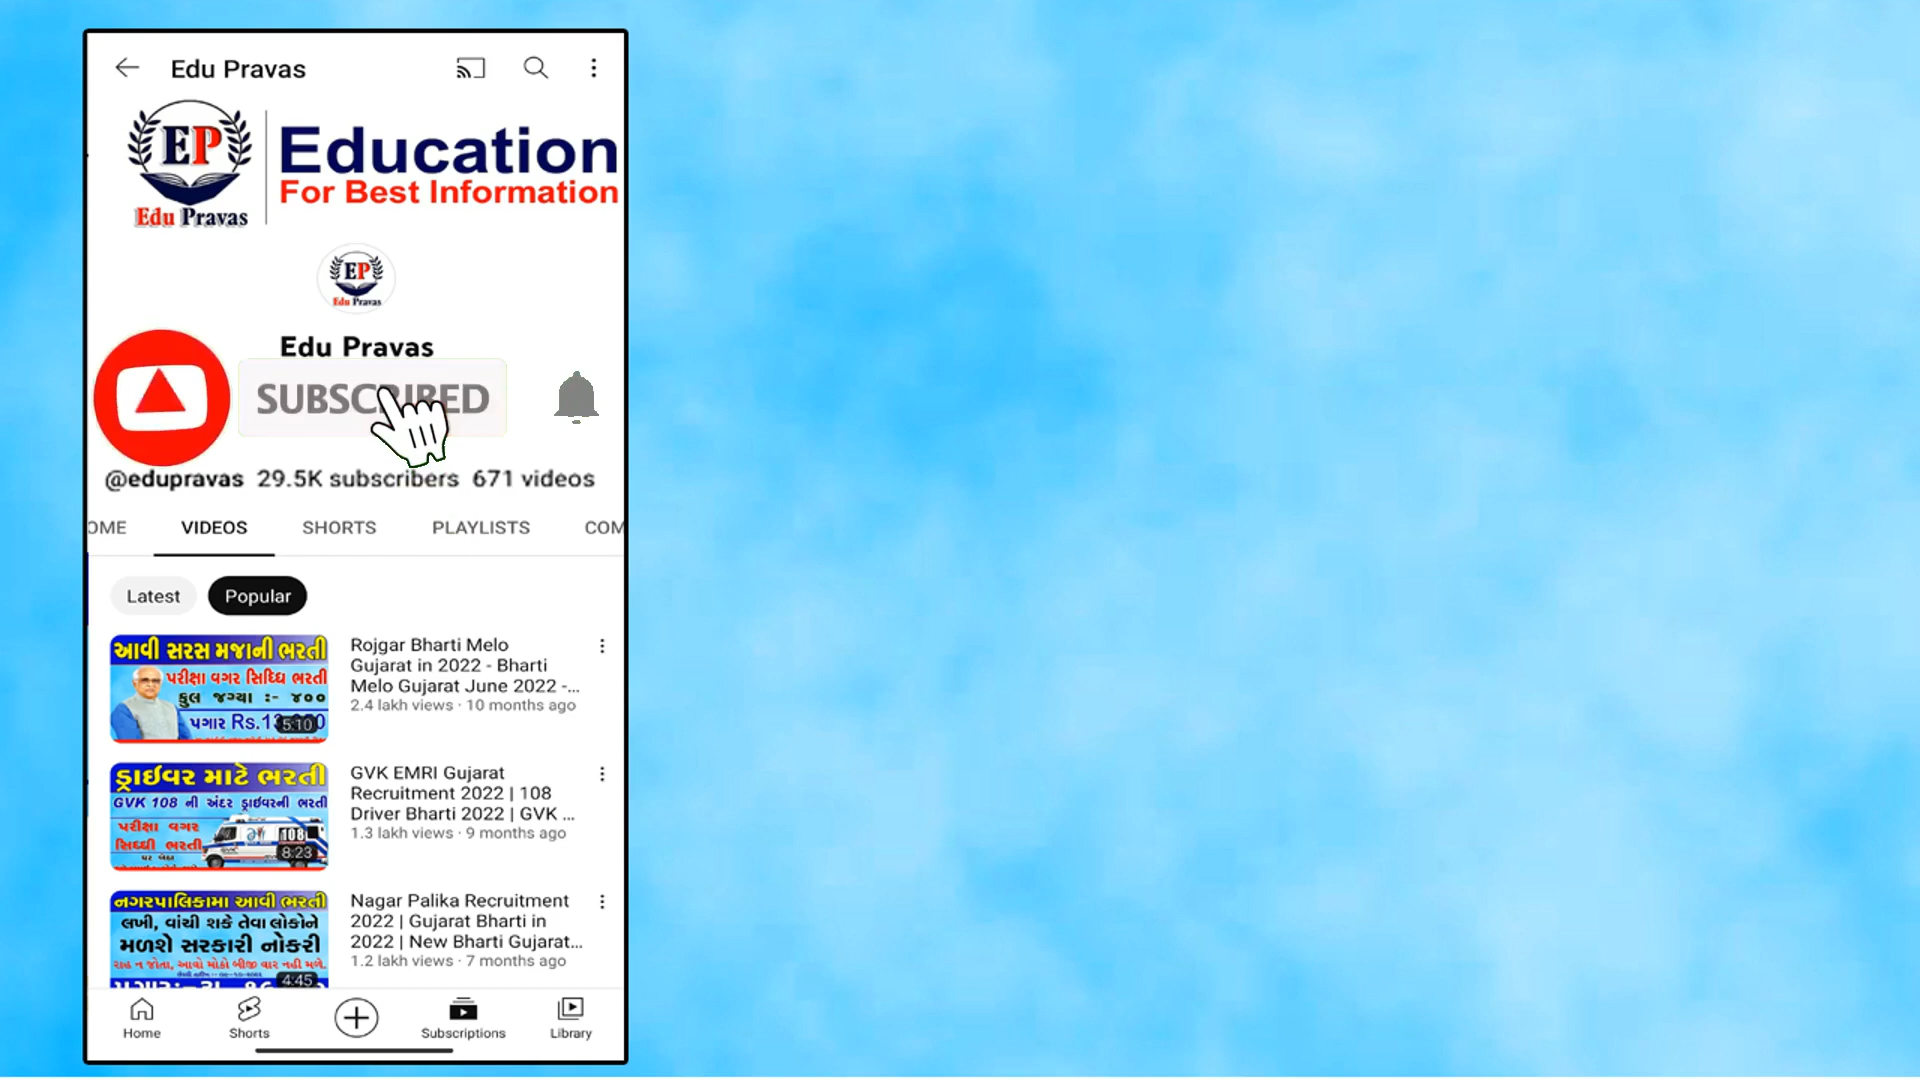 Edu Pravas
EP
Education
For Best Information
Edu Pravas
EP
Edu Pravas
Edu Pravas
SUBSCRIBED
@edupravas 29.5K subscribers 671 videos
OME VIDEOS SHORTS PLAYLISTS COM
Latest Popular
આવી સરસ મજાની ભરતી
પરીક્ષા વગર સિધ્ધિ ભરતી
કુલ જગ્યા :- ૪૦૦
પગાર Rs.1
5:10
Rojgar Bharti Melo
Gujarat in 2022 - Bharti
Melo Gujarat June 2022 -...
2.4 lakh views · 10 months ago
ડ્રાઈવર માટે ભરતી
GVK 108 ની અંદર ડ્રાઈવરની ભરતી
પરીક્ષા વગર
સિધ્ધી ભરતી
108
8:23
GVK EMRI Gujarat
Recruitment 2022 | 108
Driver Bharti 2022 | GVK ...
1.3 lakh views · 9 months ago
નગરપાલિકામા આવી ભરતી
લખી, વાંચી શકે તેવા લોકોને
મળશે સરકારી નોકરી
રાહ ન જોતા, આવો મોકો બીજી વાર નહી મળે.
4:45
Nagar Palika Recruitment
2022 | Gujarat Bharti in
2022 | New Bharti Gujarat...
1.2 lakh views · 7 months ago
Home Shorts Subscriptions Library